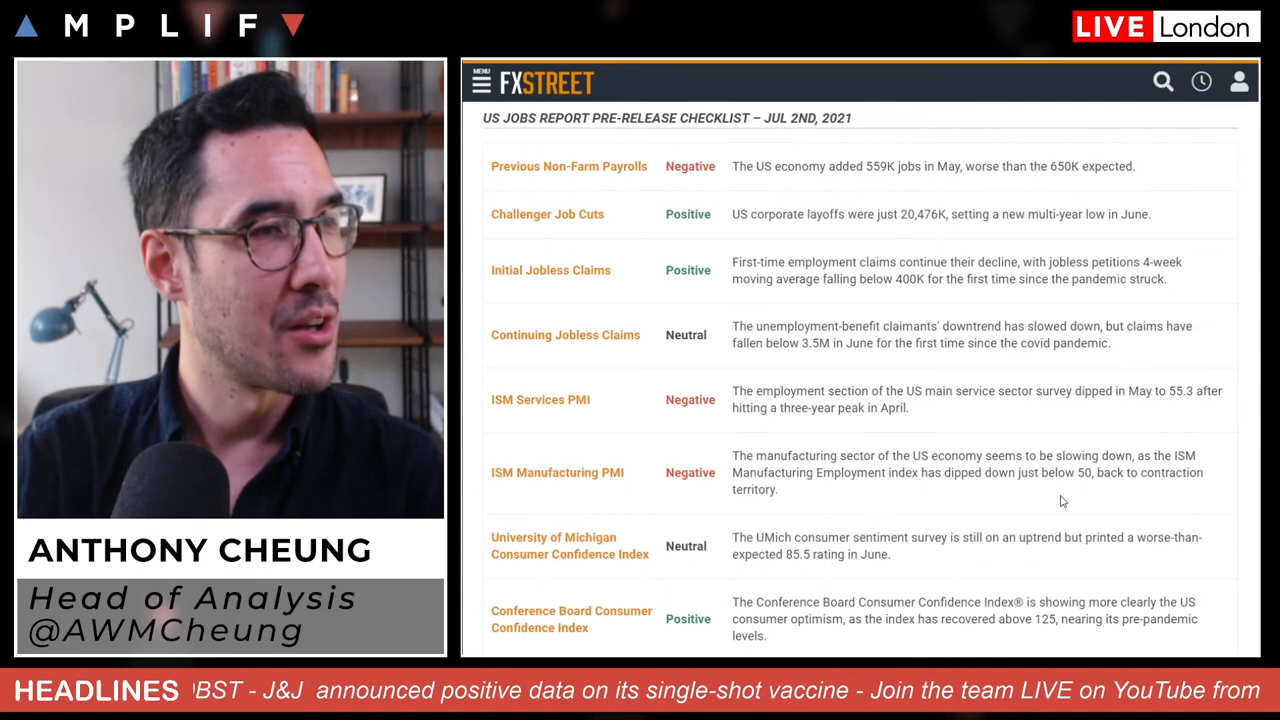 AMPLIFY
LIVE London
MENU
FXSTREET
US JOBS REPORT PRE-RELEASE CHECKLIST – JUL 2ND, 2021
Previous Non-Farm Payrolls Negative The US economy added 559K jobs in May, worse than the 650K expected.
Challenger Job Cuts Positive US corporate layoffs were just 20,476K, setting a new multi-year low in June.
Initial Jobless Claims Positive First-time employment claims continue their decline, with jobless petitions 4-week
moving average falling below 400K for the first time since the pandemic struck.
Continuing Jobless Claims Neutral The unemployment-benefit claimants' downtrend has slowed down, but claims have
fallen below 3.5M in June for the first time since the covid pandemic.
ISM Services PMI Negative The employment section of the US main service sector survey dipped in May to 55.3 after
hitting a three-year peak in April.
ISM Manufacturing PMI Negative The manufacturing sector of the US economy seems to be slowing down, as the ISM
Manufacturing Employment index has dipped down just below 50, back to contraction
territory.
University of Michigan
Consumer Confidence Index Neutral The UMich consumer sentiment survey is still on an uptrend but printed a worse-than-
expected 85.5 rating in June.
Conference Board Consumer
Confidence Index Positive The Conference Board Consumer Confidence Index® is showing more clearly the US
consumer optimism, as the index has recovered above 125, nearing its pre-pandemic
levels.
ANTHONY CHEUNG
Head of Analysis
@AWMCheung
HEADLINES BST - J&J announced positive data on its single-shot vaccine - Join the team LIVE on YouTube from